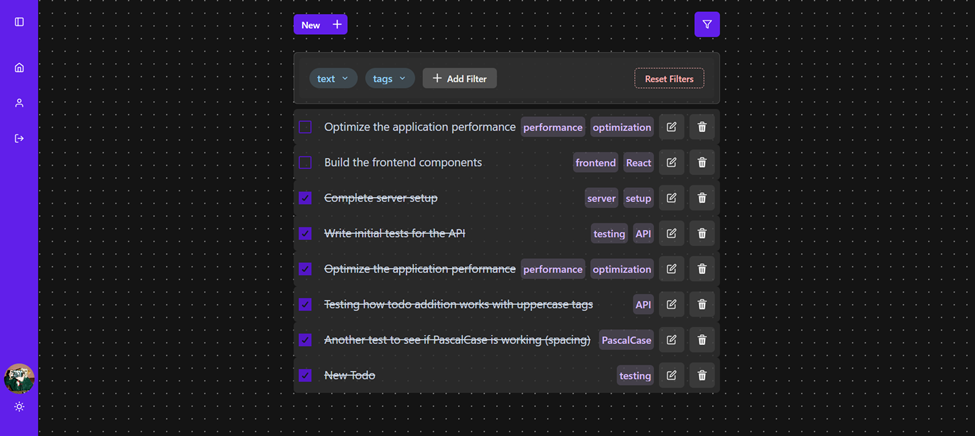 New
text tags Add Filter Reset Filters
Optimize the application performance performance optimization
Build the frontend components frontend React
Complete server setup server setup
Write initial tests for the API testing API
Optimize the application performance performance optimization
Testing how todo addition works with uppercase tags API
Another test to see if PascalCase is working (spacing) PascalCase
New Todo testing